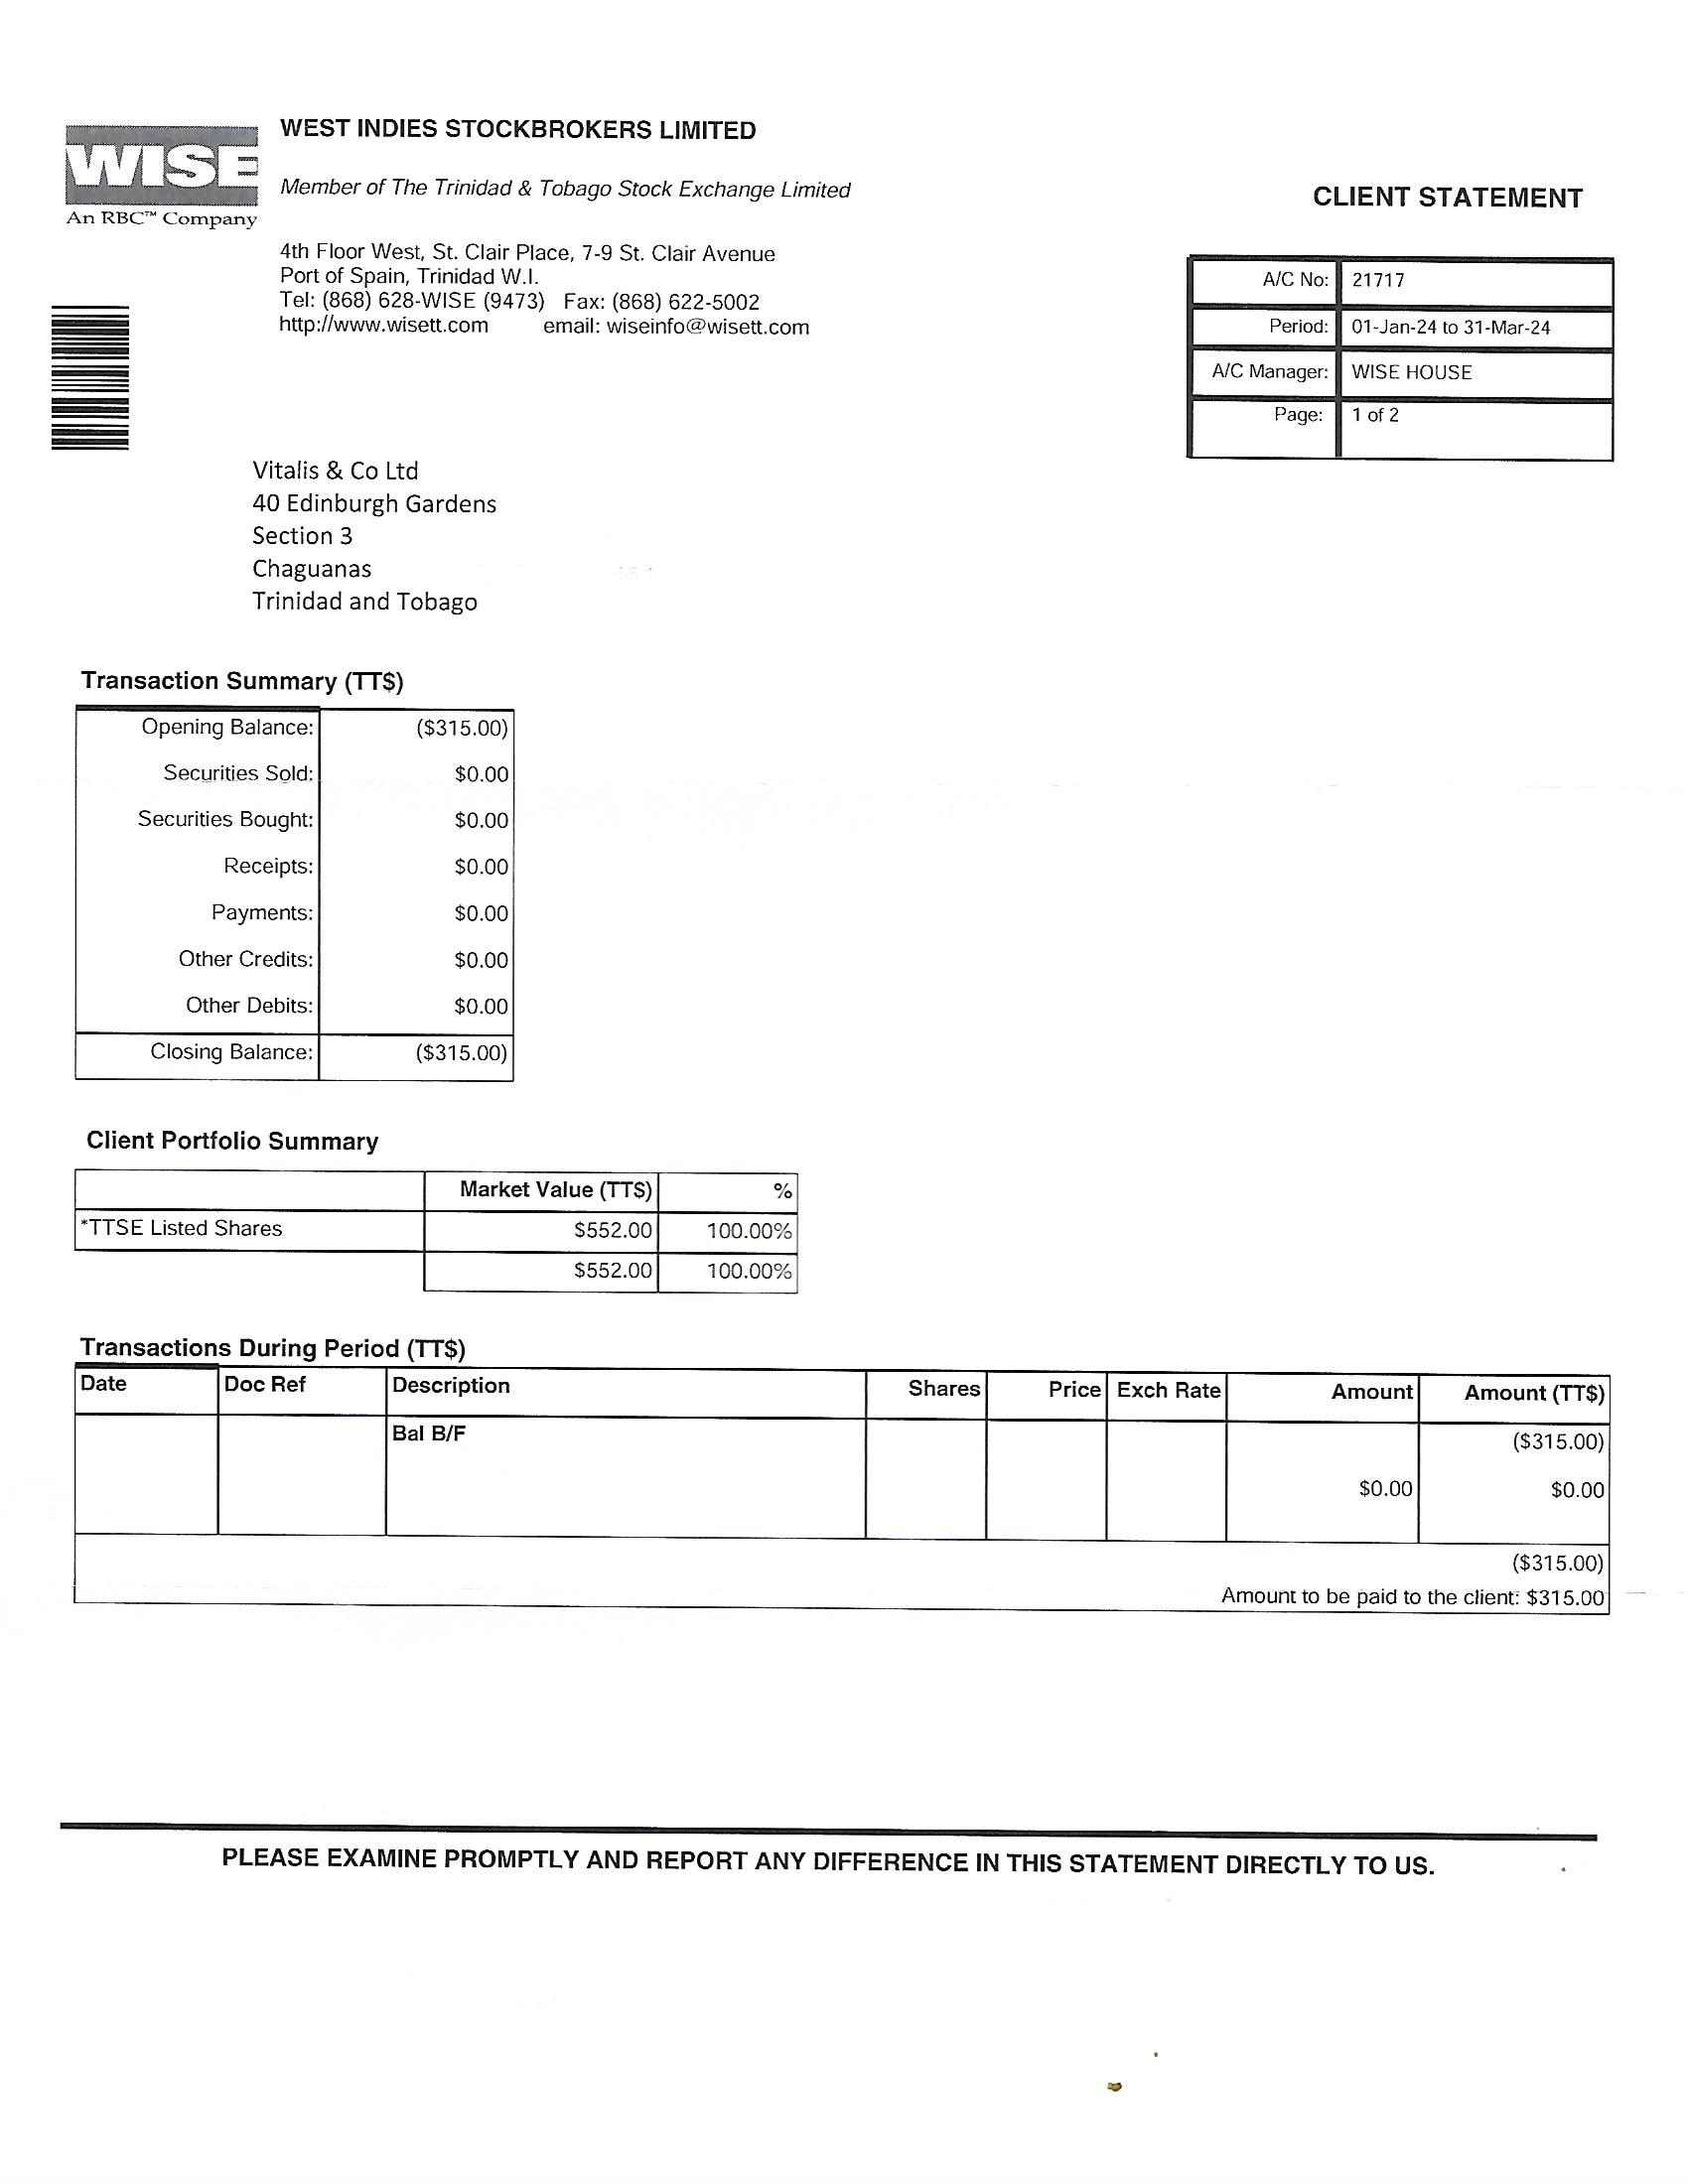 WISE
An RBC™ Company
WEST INDIES STOCKBROKERS LIMITED
Member of The Trinidad & Tobago Stock Exchange Limited
4th Floor West, St. Clair Place, 7-9 St. Clair Avenue
Port of Spain, Trinidad W.I.
Tel: (868) 628-WISE (9473) Fax: (868) 622-5002
http://www.wisett.com email: wiseinfo@wisett.com
CLIENT STATEMENT
A/C No: 21717
Period: 01-Jan-24 to 31-Mar-24
A/C Manager: WISE HOUSE
Page: 1 of 2
Vitalis & Co Ltd
40 Edinburgh Gardens
Section 3
Chaguanas
Trinidad and Tobago
Transaction Summary (TT$)
Opening Balance: ($315.00)
Securities Sold: $0.00
Securities Bought: $0.00
Receipts: $0.00
Payments: $0.00
Other Credits: $0.00
Other Debits: $0.00
Closing Balance: ($315.00)
Client Portfolio Summary
Market Value (TT$) %
*TTSE Listed Shares $552.00 100.00%
$552.00 100.00%
Transactions During Period (TT$)
Date Doc Ref Description Shares Price Exch Rate Amount Amount (TT$)
Bal B/F ($315.00)
$0.00 $0.00
($315.00)
Amount to be paid to the client: $315.00
PLEASE EXAMINE PROMPTLY AND REPORT ANY DIFFERENCE IN THIS STATEMENT DIRECTLY TO US.